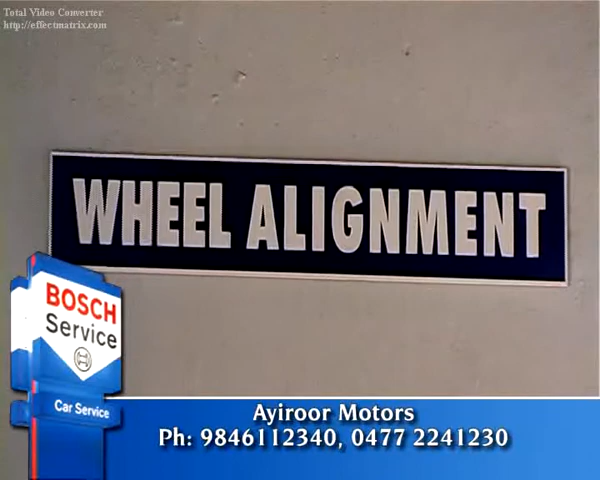 Total Video Converter
http://effectmatrix.com
WHEEL ALIGNMENT
BOSCH
Service
Car Service
Ayiroor Motors
Ph: 9846112340, 0477 2241230